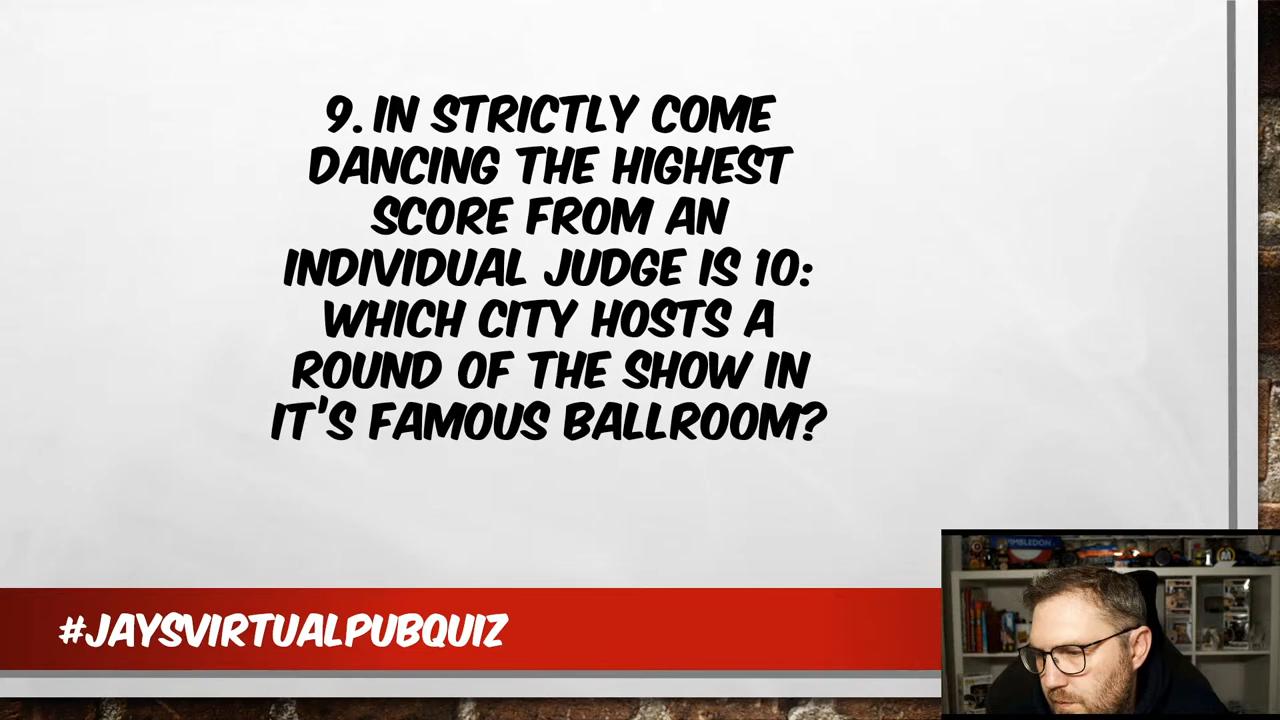 9. IN STRICTLY COME
DANCING THE HIGHEST
SCORE FROM AN
INDIVIDUAL JUDGE IS 10:
WHICH CITY HOSTS A
ROUND OF THE SHOW IN
IT'S FAMOUS BALLROOM?
#JAYSVIRTUALPUBQUIZ